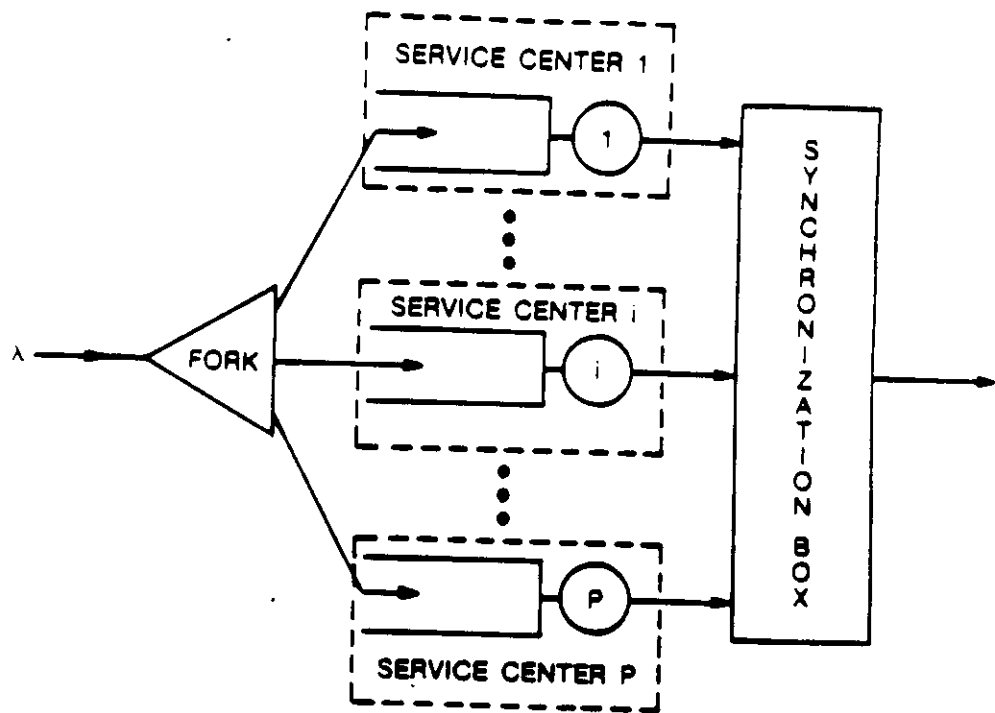 SERVICE CENTER 1
1
SERVICE CENTER i
λ
FORK
i
P
SERVICE CENTER P
SYNCHRONIZATION BOX